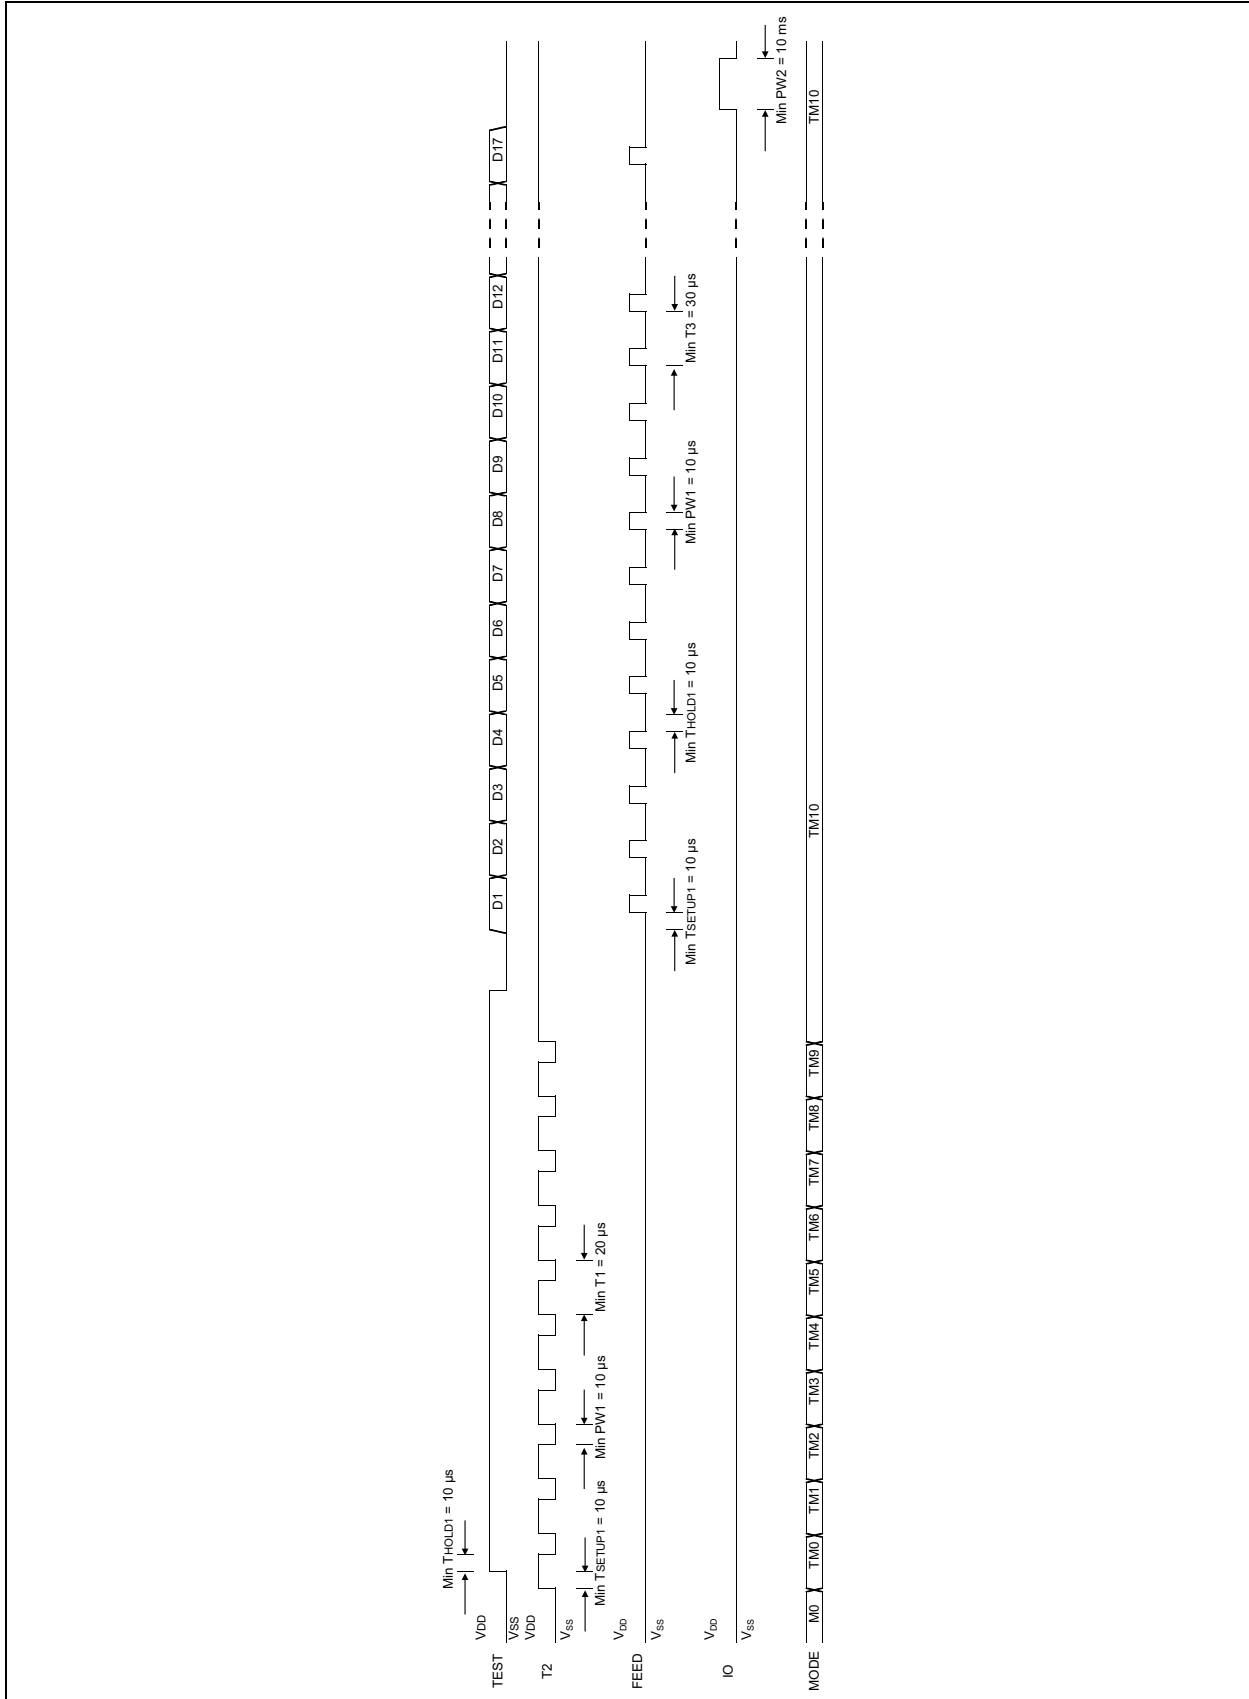 Min THOLD1 = 10 µs
TEST
VDD
VSS
D1 D2 D3 D4 D5 D6 D7 D8 D9 D10 D11 D12 D17
T2
VDD
VSS
Min TSETUP1 = 10 µs
Min PW1 = 10 µs
Min T1 = 20 µs
FEED
VDD
VSS
Min TSETUP1 = 10 µs
Min THOLD1 = 10 µs
Min PW1 = 10 µs
Min T3 = 30 µs
IO
VDD
VSS
Min PW2 = 10 ms
MODE
M0 TM0 TM1 TM2 TM3 TM4 TM5 TM6 TM7 TM8 TM9 TM10 TM10